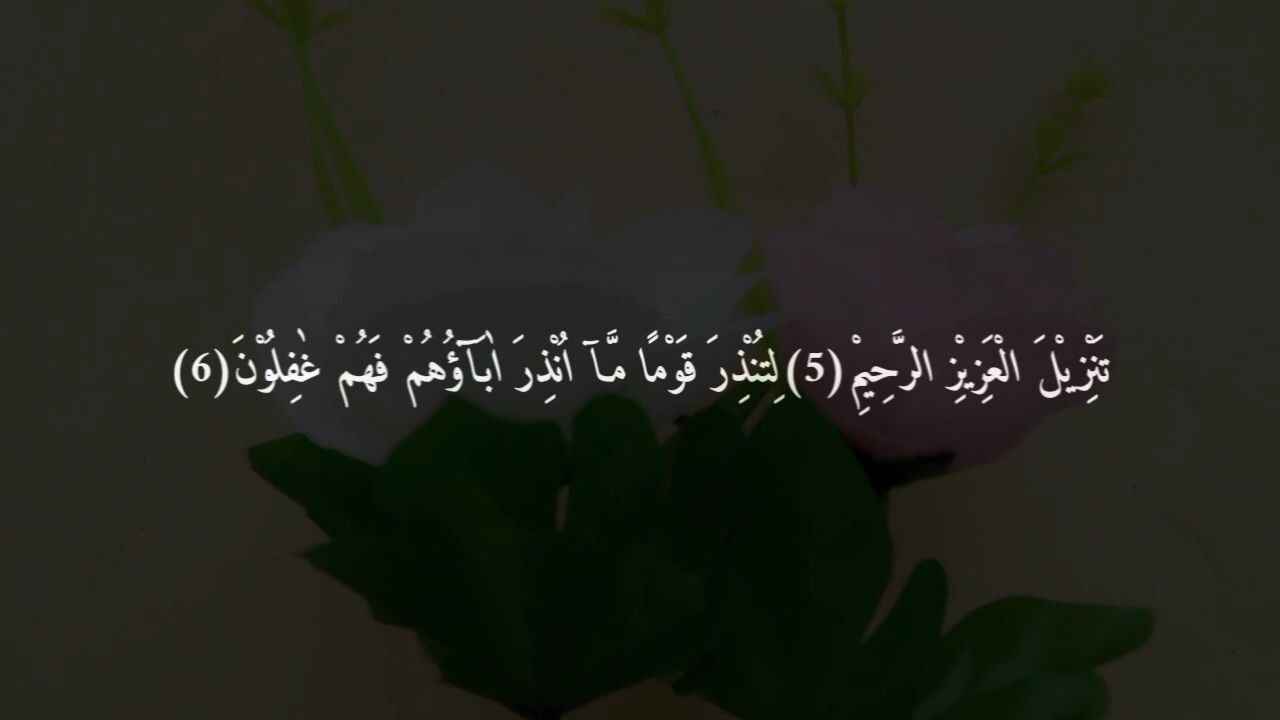 تَنْزِيْلَ الْعَزِيْزِ الرَّحِيْمِ(5)لِتُنْذِرَ قَوْمًا مَّآ اُنْذِرَ اٰبَآؤُهُمْ فَهُمْ غٰفِلُوْنَ(6)